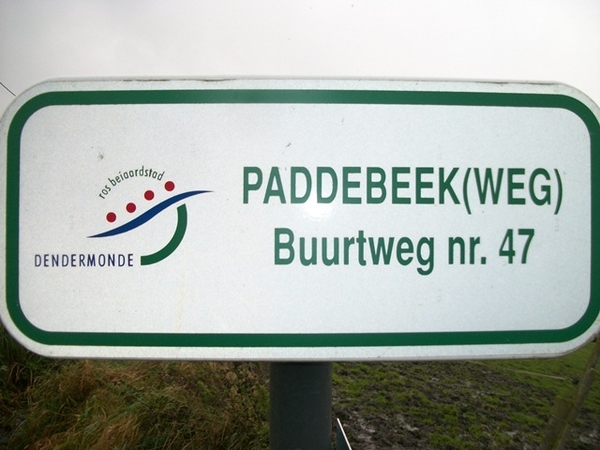 ros beiaardstad
DENDERMONDE
PADDEBEEK(WEG)
Buurtweg nr. 47